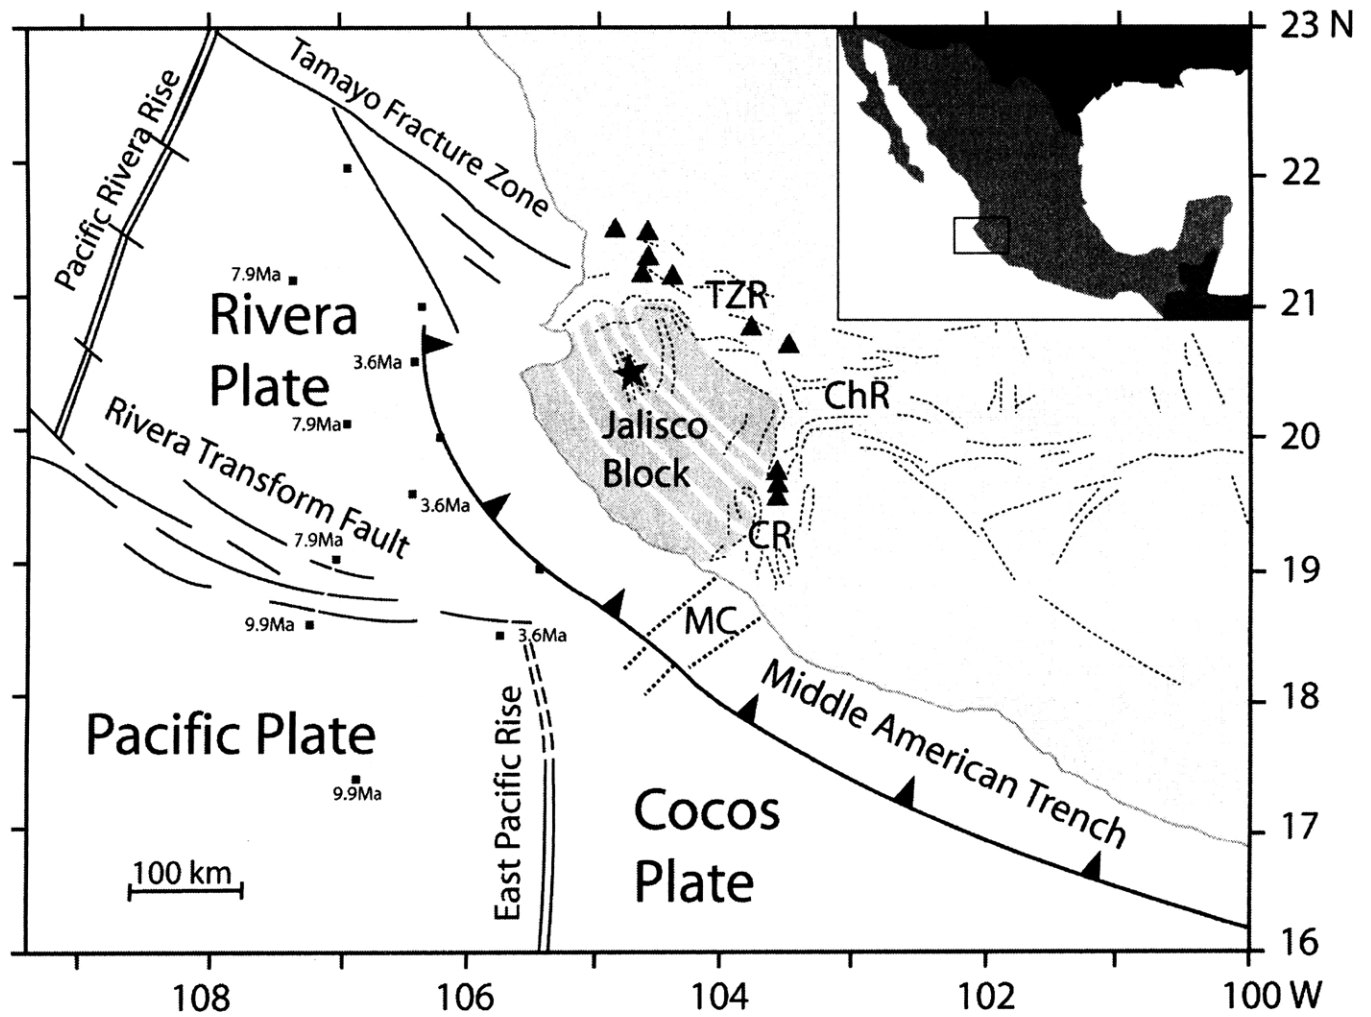 23 N
Tamayo Fracture Zone
Pacific Rivera Rise
22
7.9Ma
TZR
21
Rivera
Plate
3.6Ma
ChR
7.9Ma
Jalisco
Block
20
Rivera Transform Fault
3.6Ma
CR
7.9Ma
19
MC
9.9Ma
3.6Ma
Middle American Trench
18
Pacific Plate
East Pacific Rise
9.9Ma
Cocos
Plate
17
100 km
16
108
106
104
102
100 W